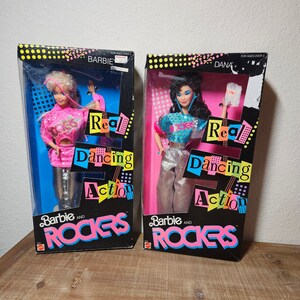 BARBIE
Real
Dancing
Action
Barbie AND
ROCKERS
DANA
Real
Dancing
Action
Barbie AND
ROCKERS